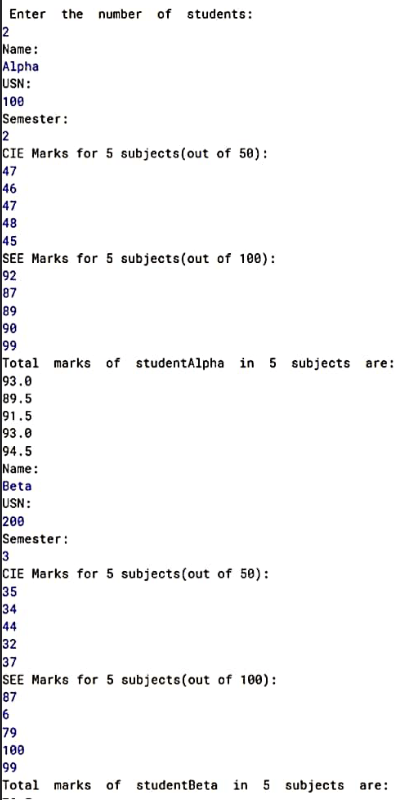 Enter the number of students:
2
Name:
Alpha
USN:
100
Semester:
2
CIE Marks for 5 subjects(out of 50):
47
46
47
48
45
SEE Marks for 5 subjects(out of 100):
92
87
89
90
99
Total marks of studentAlpha in 5 subjects are:
93.0
89.5
91.5
93.0
94.5
Name:
Beta
USN:
200
Semester:
3
CIE Marks for 5 subjects(out of 50):
35
34
44
32
37
SEE Marks for 5 subjects(out of 100):
87
6
79
100
99
Total marks of studentBeta in 5 subjects are: